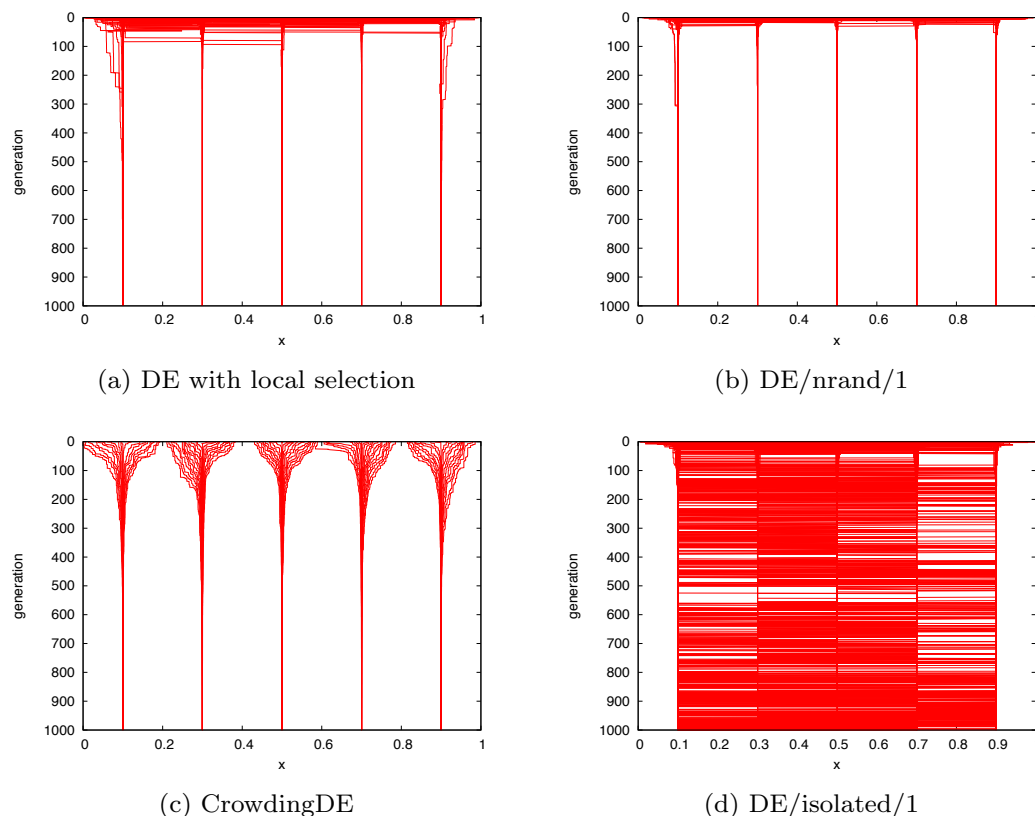 generation
0
100
200
300
400
500
600
700
800
900
1000
0 0.2 0.4 0.6 0.8 1
x
(a) DE with local selection
generation
0
100
200
300
400
500
600
700
800
900
1000
0 0.2 0.4 0.6 0.8
x
(b) DE/nrand/1
generation
0
100
200
300
400
500
600
700
800
900
1000
0 0.2 0.4 0.6 0.8 1
x
(c) CrowdingDE
generation
0
100
200
300
400
500
600
700
800
900
1000
0 0.1 0.2 0.3 0.4 0.5 0.6 0.7 0.8 0.9
x
(d) DE/isolated/1